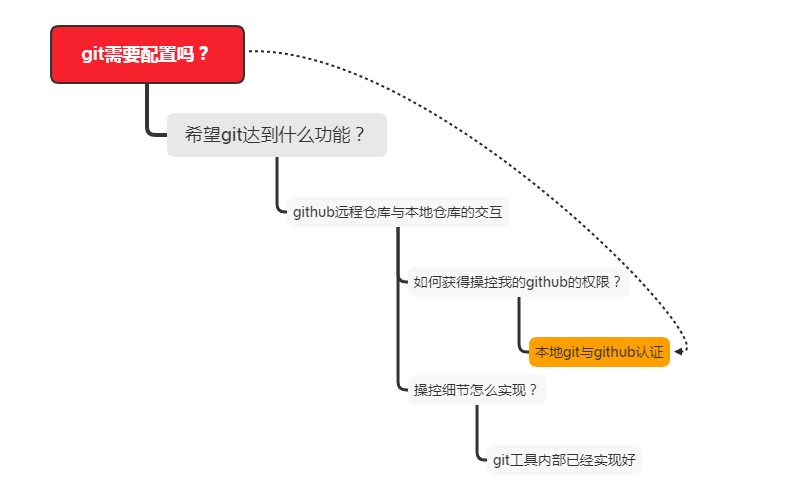 git需要配置吗？
希望git达到什么功能？
github远程仓库与本地仓库的交互
如何获得操控我的github的权限？
本地git与github认证
操控细节怎么实现？
git工具内部已经实现好